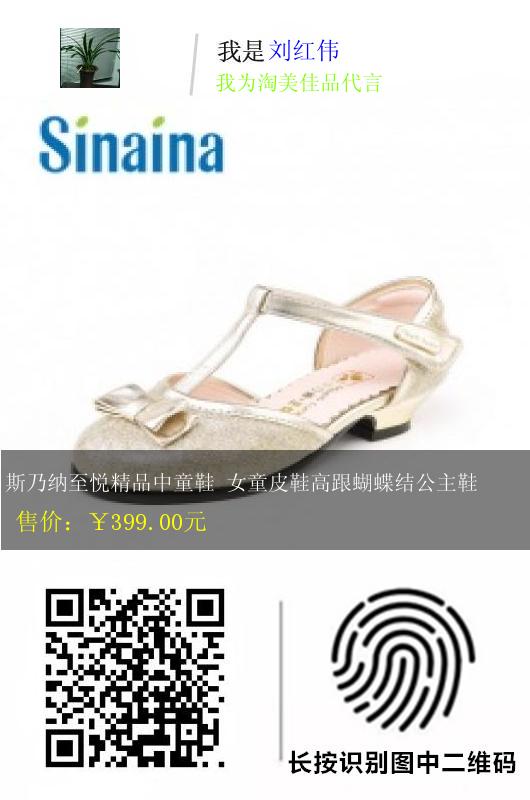 我是刘红伟
我为淘美佳品代言
Sinaina
斯乃纳至悦精品中童鞋 女童皮鞋高跟蝴蝶结公主鞋
售价：￥399.00元
长按识别图中二维码